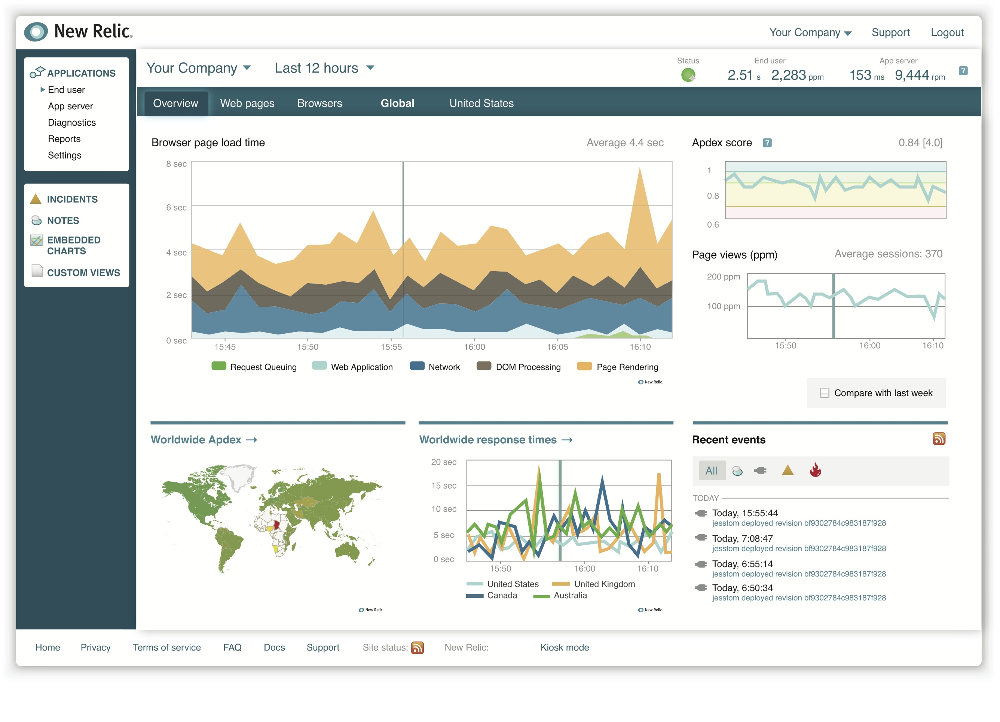 New Relic®
Your Company
Support
Logout
APPLICATIONS
End user
App server
Diagnostics
Reports
Settings
INCIDENTS
NOTES
EMBEDDED
CHARTS
CUSTOM VIEWS
Your Company
Last 12 hours
Status
End user
2.51 s 2,283 ppm
App server
153 ms 9,444 rpm
?
Overview
Web pages
Browsers
Global
United States
Browser page load time
Average 4.4 sec
8 sec
6 sec
4 sec
2 sec
0 sec
15:45
15:50
15:55
16:00
16:05
16:10
Request Queuing
Web Application
Network
DOM Processing
Page Rendering
New Relic.
Apdex score
?
0.84 [4.0]
1
0.8
0.6
Page views (ppm)
Average sessions: 370
200 ppm
100 ppm
15:50
16:00
16:10
Compare with last week
Worldwide Apdex →
New Relic.
Worldwide response times →
20 sec
15 sec
10 sec
5 sec
0 sec
15:50
16:00
16:10
United States
United Kingdom
Canada
Australia
New Relic.
Recent events
All
TODAY
Today, 15:55:44
jesstom deployed revision bf9302784c983187f928
Today, 7:08:47
jesstom deployed revision bf9302784c983187f928
Today, 6:55:14
jesstom deployed revision bf9302784c983187f928
Today, 6:50:34
jesstom deployed revision bf9302784c983187f928
Home
Privacy
Terms of service
FAQ
Docs
Support
Site status:
New Relic:
Kiosk mode